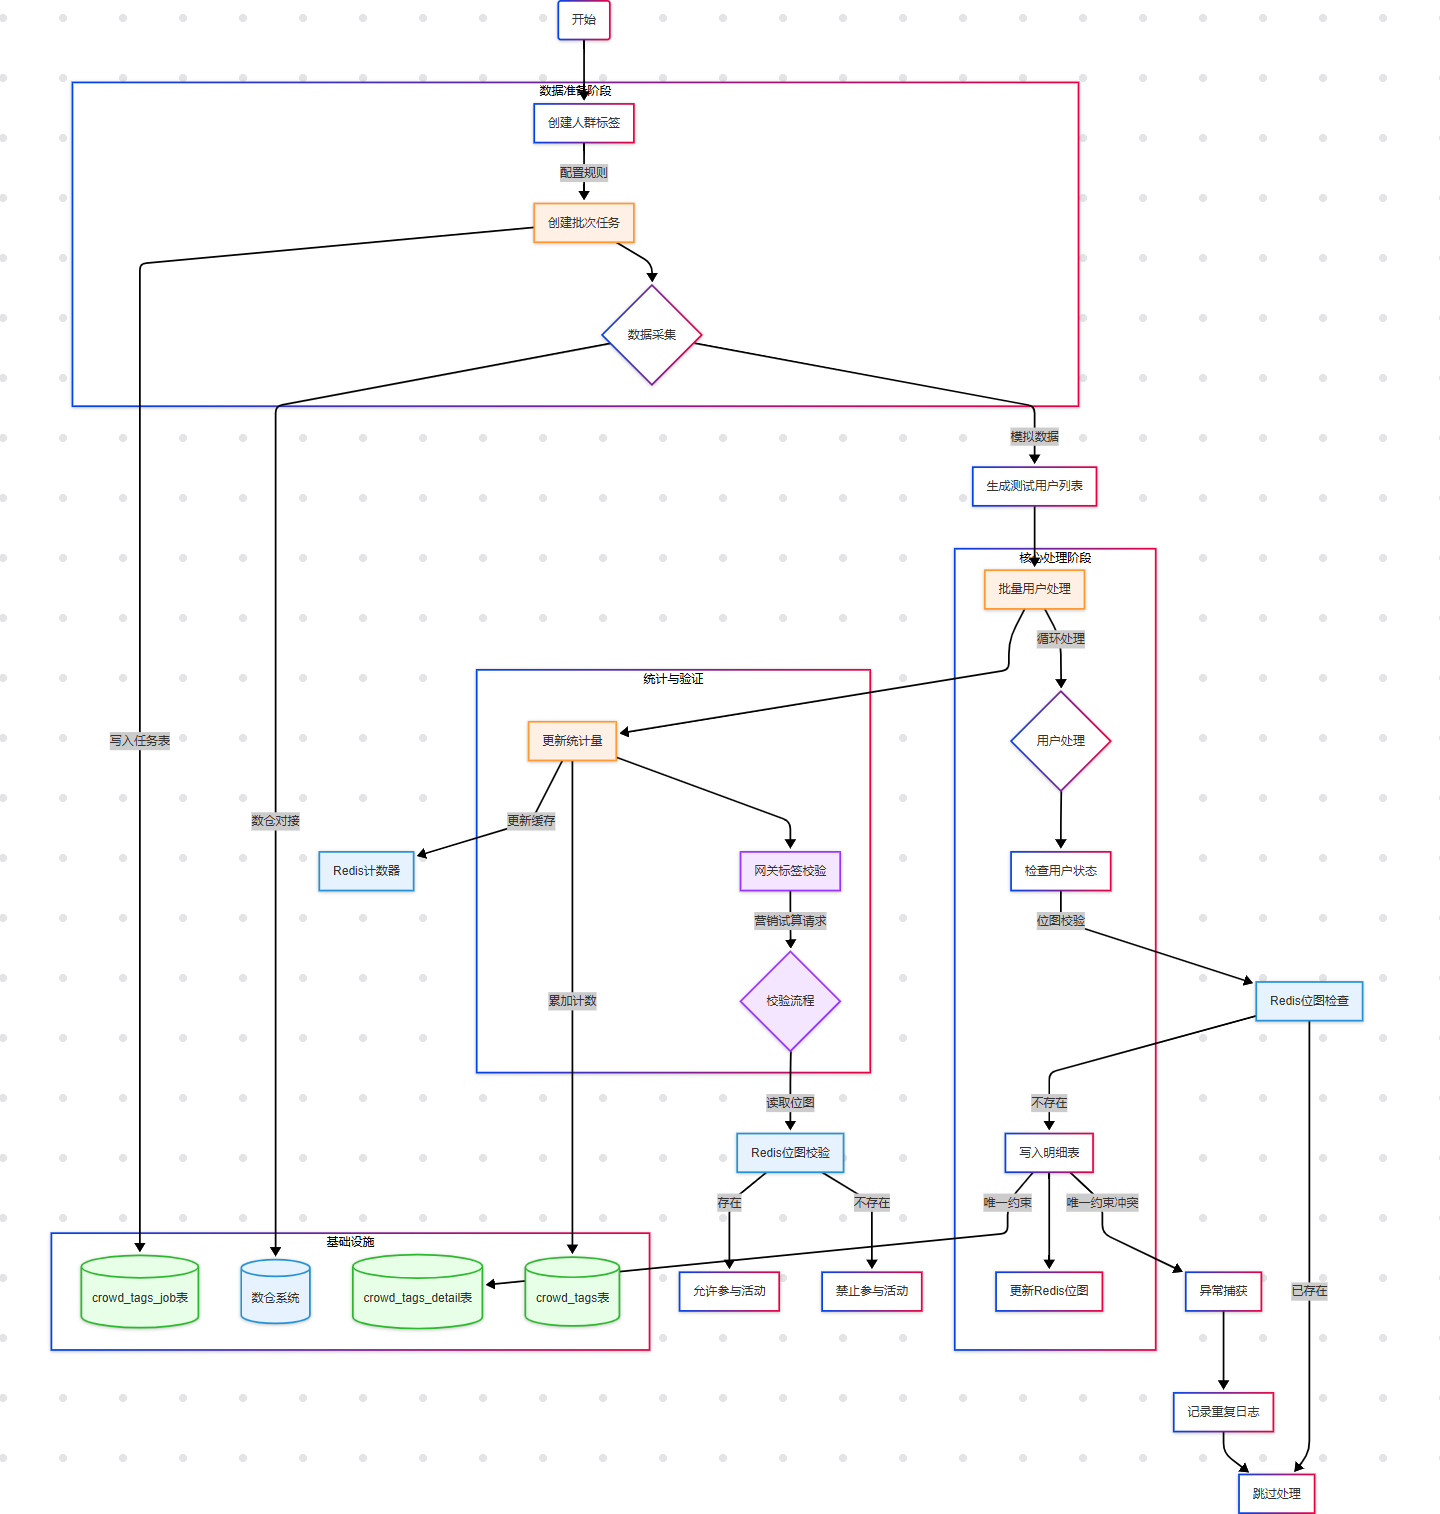 开始
数据准备阶段
创建人群标签
配置规则
创建批次任务
数据采集
模拟数据
生成测试用户列表
核心处理阶段
批量用户处理
循环处理
统计与验证
写入任务表
更新统计量
用户处理
数仓对接
更新缓存
Redis计数器
网关标签校验
检查用户状态
营销试算请求
位图校验
累加计数
校验流程
Redis位图检查
读取位图
不存在
Redis位图校验
写入明细表
存在
不存在
唯一约束
唯一约束冲突
基础设施
crowd_tags_job表
数仓系统
crowd_tags_detail表
crowd_tags表
允许参与活动
禁止参与活动
更新Redis位图
异常捕获
已存在
记录重复日志
跳过处理